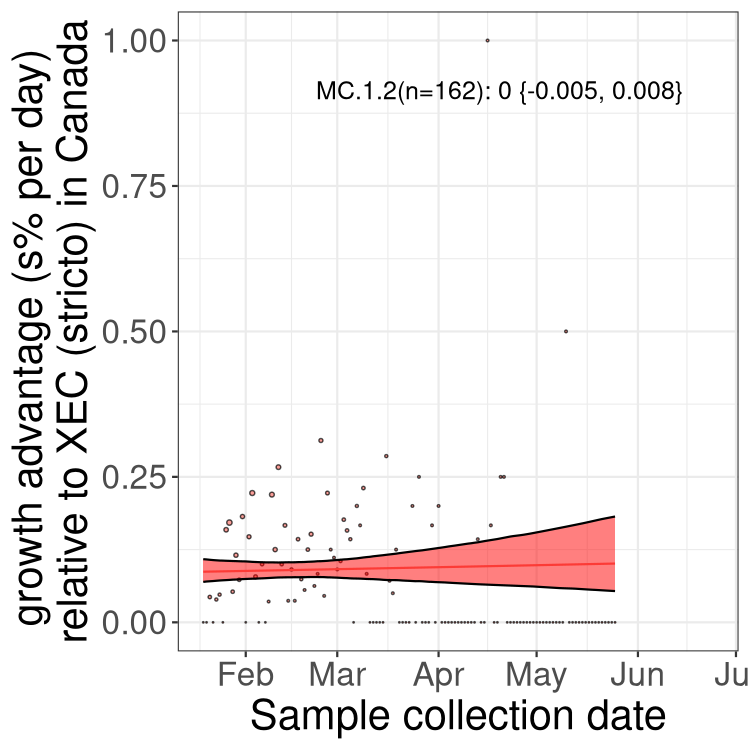 growth advantage (s% per day)
relative to XEC (stricto) in Canada
1.00
0.75
0.50
0.25
0.00
MC.1.2(n=162): 0 {-0.005, 0.008}
Feb Mar Apr May Jun Ju
Sample collection date